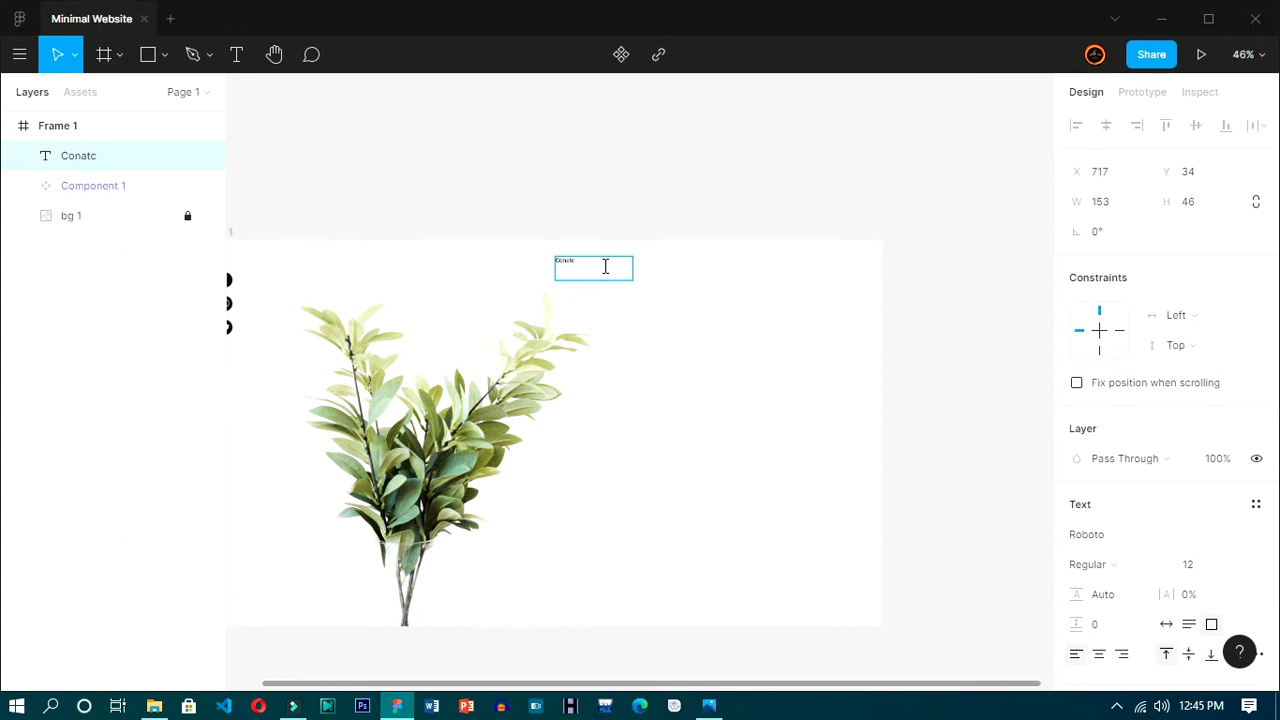 Minimal Website
Share
46%
Layers
Assets
Page 1
Design
Prototype
Inspect
Frame 1
Conatc
Component 1
bg 1
1
Conatc
X 717
Y 34
W 153
H 46
0°
Constraints
Left
Top
Fix position when scrolling
Layer
Pass Through
100%
Text
Roboto
Regular
12
Auto
|A| 0%
0
?
12:45 PM